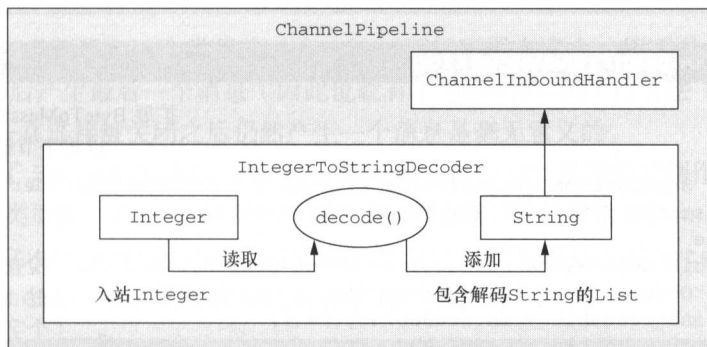 ChannelPipeline
ChannelInboundHandler
IntegerToStringDecoder
Integer
decode()
String
读取
添加
入站Integer
包含解码String的List